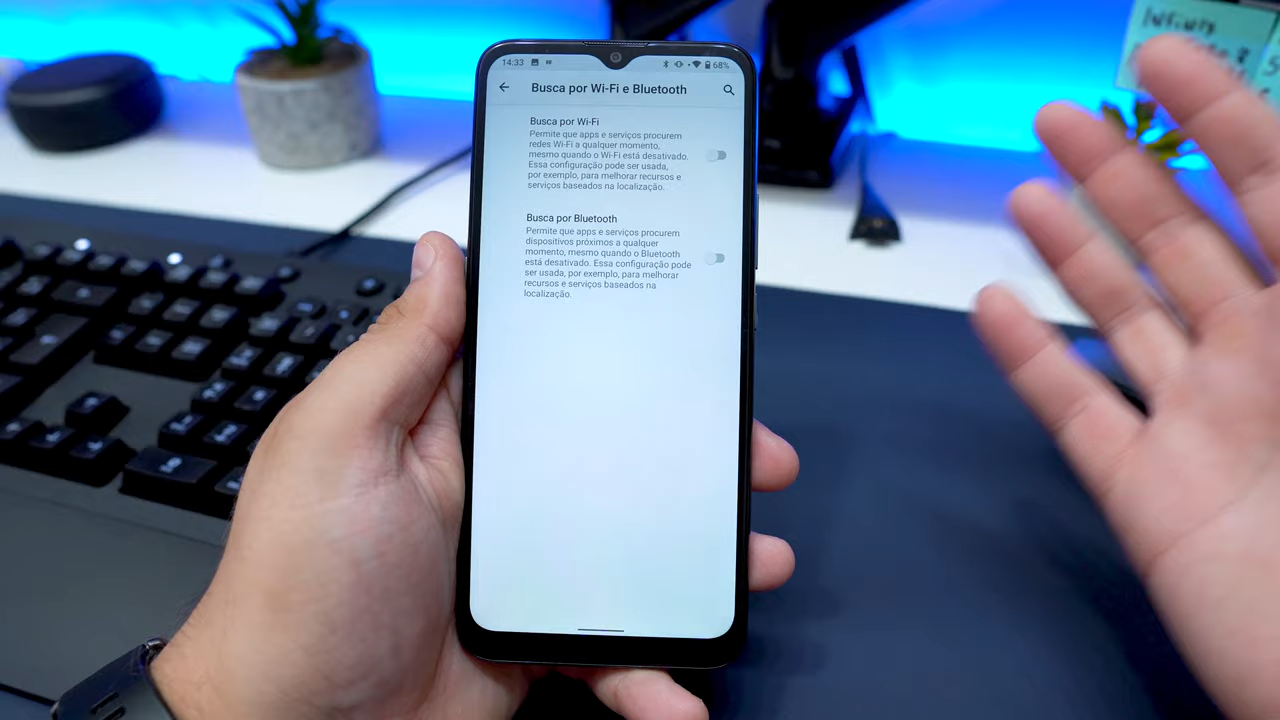 14:33 68%
Busca por Wi-Fi e Bluetooth
Busca por Wi-Fi
Permite que apps e serviços procurem
redes Wi-Fi a qualquer momento,
mesmo quando o Wi-Fi está desativado.
Essa configuração pode ser usada,
por exemplo, para melhorar recursos e
serviços baseados na localização.
Busca por Bluetooth
Permite que apps e serviços procurem
dispositivos próximos a qualquer
momento, mesmo quando o Bluetooth
está desativado. Essa configuração pode
ser usada, por exemplo, para melhorar
recursos e serviços baseados na
localização.